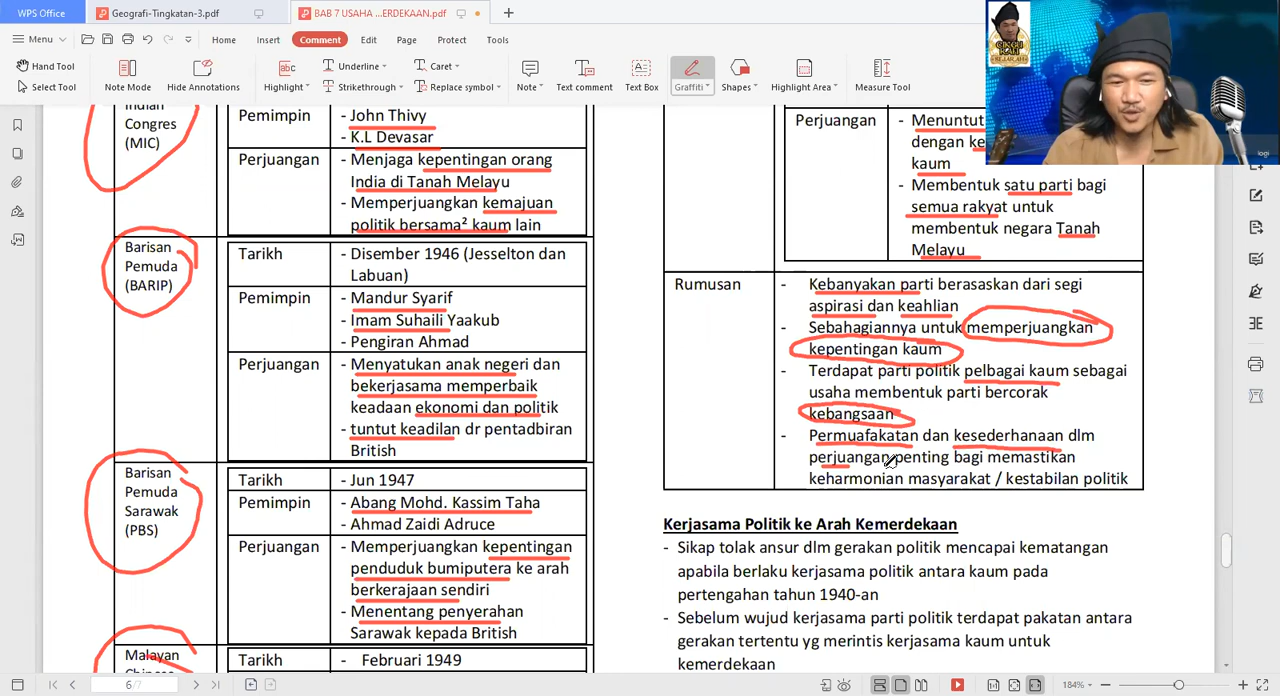 WPS Office
Geografi-Tingkatan-3.pdf
BAB 7 USAHA ...ERDEKAAN.pdf
Menu
Home
Insert
Comment
Edit
Page
Protect
Tools
Hand Tool
Select Tool
Note Mode
Hide Annotations
Highlight
Underline
Strikethrough
Caret
Replace symbol
Note
Text comment
Text Box
Graffiti
Shapes
Highlight Area
Measure Tool
Indian
Congres
(MIC)
Pemimpin
- John Thivy
- K.L Devasar
Perjuangan
- Menjaga kepentingan orang
India di Tanah Melayu
- Memperjuangkan kemajuan
politik bersama² kaum lain
Barisan
Pemuda
(BARIP)
Tarikh
- Disember 1946 (Jesselton dan
Labuan)
Pemimpin
- Mandur Syarif
- Imam Suhaili Yaakub
- Pengiran Ahmad
Perjuangan
- Menyatukan anak negeri dan
bekerjasama memperbaik
keadaan ekonomi dan politik
- tuntut keadilan dr pentadbiran
British
Barisan
Pemuda
Sarawak
(PBS)
Tarikh
- Jun 1947
Pemimpin
- Abang Mohd. Kassim Taha
- Ahmad Zaidi Adruce
Perjuangan
- Memperjuangkan kepentingan
penduduk bumiputera ke arah
berkerajaan sendiri
- Menentang penyerahan
Sarawak kepada British
Malayan
Tarikh
- Februari 1949
Perjuangan
- Menuntut
dengan
kaum
- Membentuk satu parti bagi
semua rakyat untuk
membentuk negara Tanah
Melayu
Rumusan
- Kebanyakan parti berasaskan dari segi
aspirasi dan keahlian
- Sebahagiannya untuk memperjuangkan
kepentingan kaum
- Terdapat parti politik pelbagai kaum sebagai
usaha membentuk parti bercorak
kebangsaan
- Permuafakatan dan kesederhanaan dlm
perjuangan penting bagi memastikan
keharmonian masyarakat / kestabilan politik
Kerjasama Politik ke Arah Kemerdekaan
- Sikap tolak ansur dlm gerakan politik mencapai kematangan
apabila berlaku kerjasama politik antara kaum pada
pertengahan tahun 1940-an
- Sebelum wujud kerjasama parti politik terdapat pakatan antara
gerakan tertentu yg merintis kerjasama kaum untuk
kemerdekaan
6/7
184%